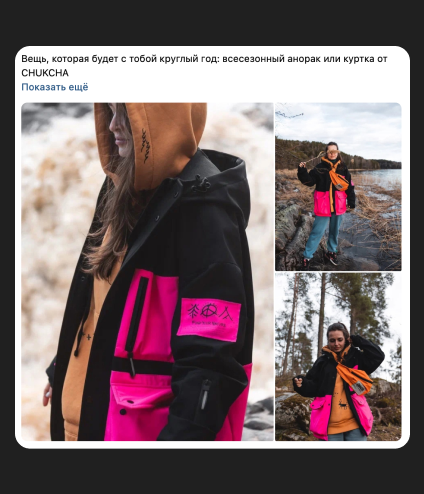 Вещь, которая будет с тобой круглый год: всесезонный анорак или куртка от
CHUKCHA
Показать ещё